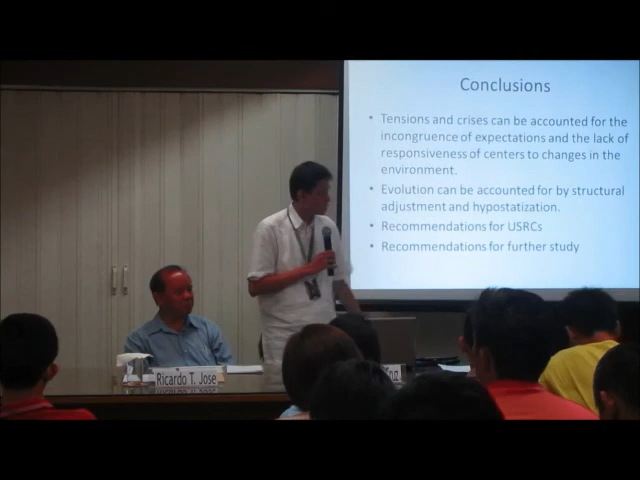 Conclusions
• Tensions and crises can be accounted for the
incongruence of expectations and the lack of
responsiveness of centers to changes in the
environment.
• Evolution can be accounted for by structural
adjustment and hypostatization.
• Recommendations for USRCs
• Recommendations for further study
Ricardo T. Jose